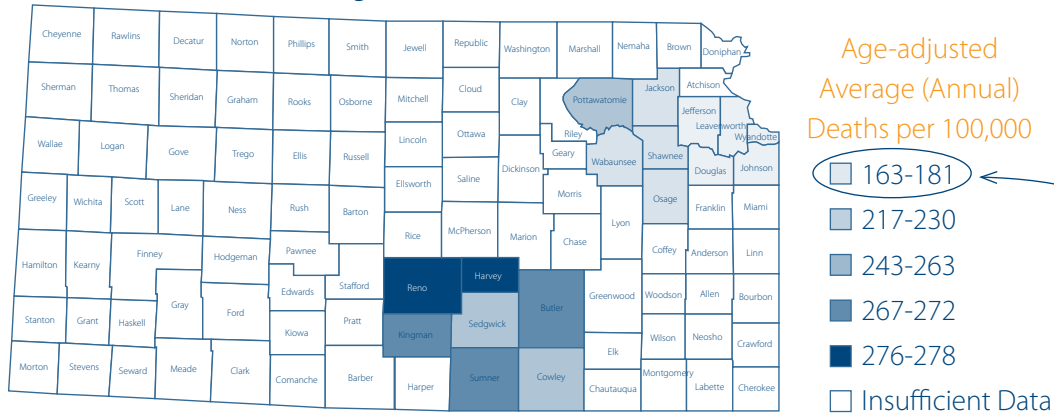 Cheyenne Rawlins Decatur Norton Phillips Smith Jewell Republic Washington Marshall Nemaha Brown Doniphan
Sherman Thomas Sheridan Graham Rooks Osborne Mitchell Cloud Clay Pottawatomie Jackson Atchison
Jefferson
Leavenworth
Wyandotte
Lincoln Ottawa Riley
Wallae Logan Gove Trego Ellis Russell Dickinson Geary Wabaunsee Shawnee Douglas Johnson
Ellsworth Saline Morris
Greeley Wichita Scott Lane Ness Rush Barton Lyon Osage Franklin Miami
Rice McPherson Marion Chase
Hamilton Kearny Finney Hodgeman Pawnee Stafford Coffey Anderson Linn
Edwards Reno Harvey
Gray Ford Greenwood Woodson Allen Bourbon
Stanton Grant Haskell Kiowa Pratt Kingman Sedgwick Butler
Wilson Neosho Crawford
Elk
Morton Stevens Seward Meade Clark Comanche Barber Harper Sumner Cowley Chautauqua Montgomery Labette Cherokee
Age-adjusted
Average (Annual)
Deaths per 100,000
163-181
217-230
243-263
267-272
276-278
Insufficient Data